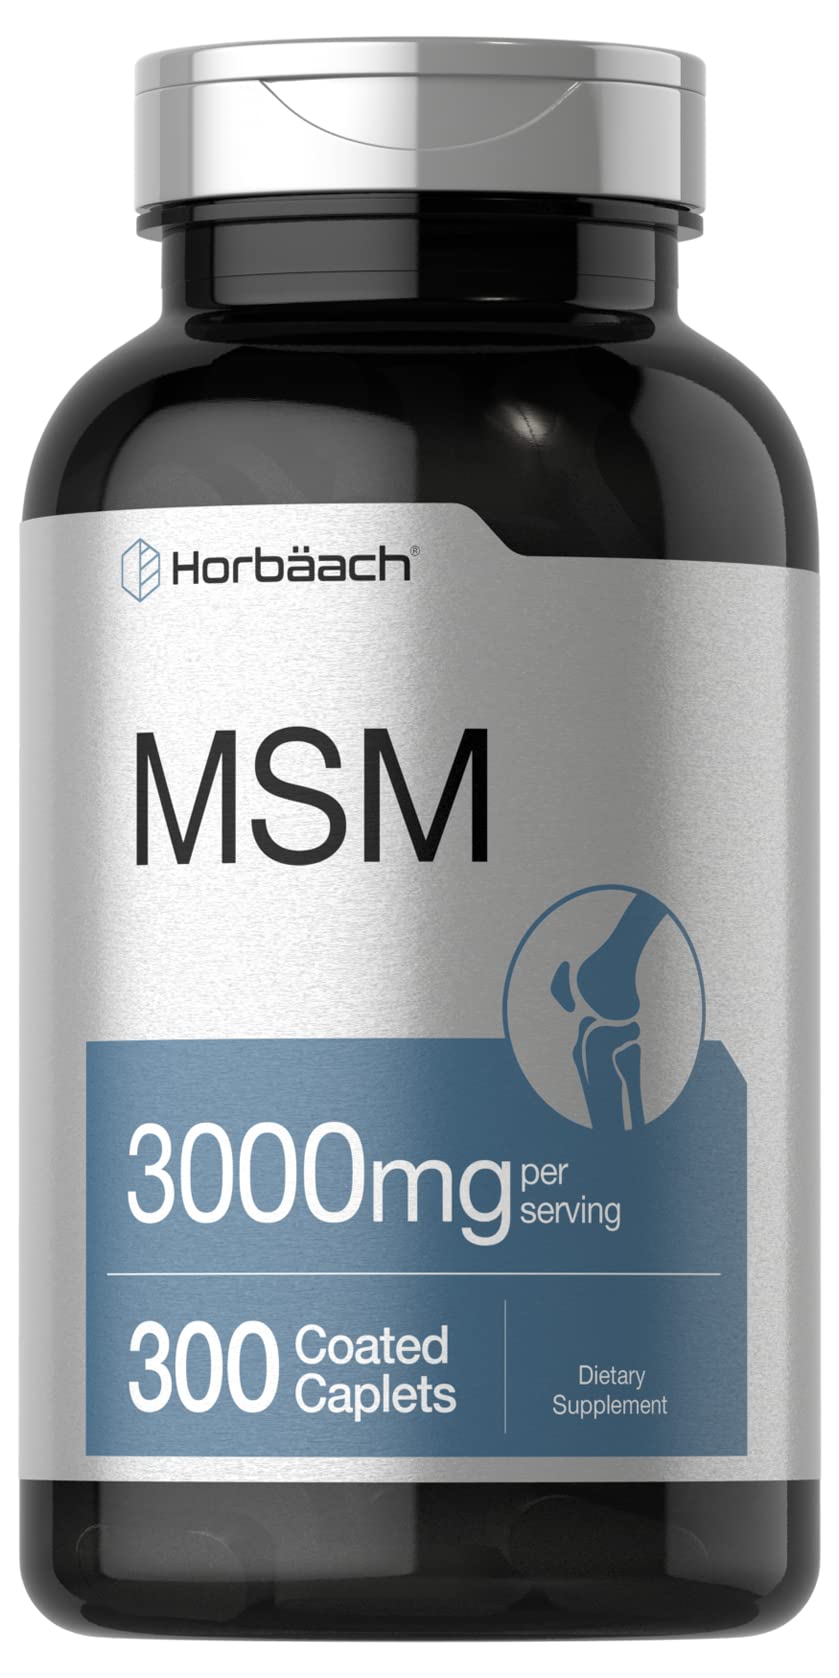 Horbäach®
MSM
3000mg per
serving
300 Coated
Caplets
Dietary
Supplement